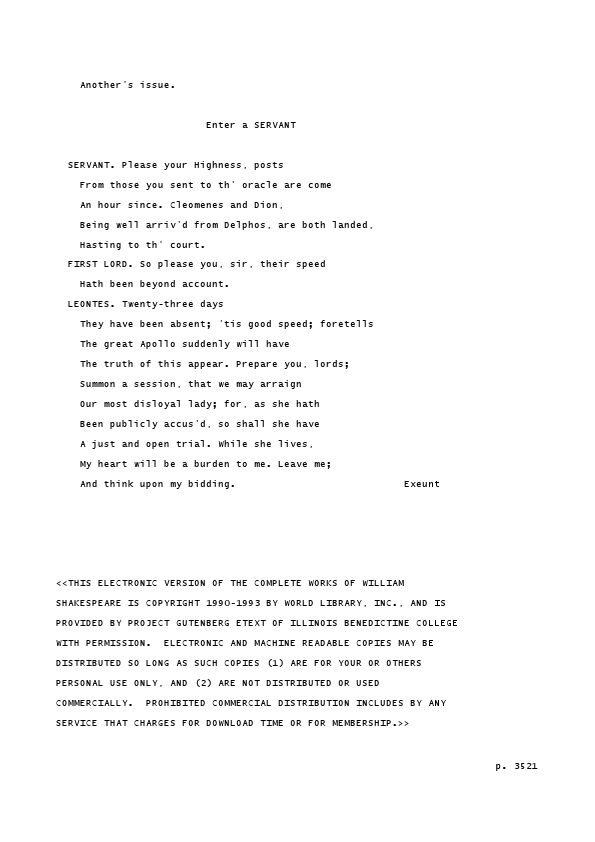 Another's issue.
Enter a SERVANT
SERVANT. Please your Highness, posts
From those you sent to th' oracle are come
An hour since. Cleomenes and Dion,
Being well arriv'd from Delphos, are both landed,
Hasting to th' court.
FIRST LORD. So please you, sir, their speed
Hath been beyond account.
LEONTES. Twenty-three days
They have been absent; 'tis good speed; foretells
The great Apollo suddenly will have
The truth of this appear. Prepare you, lords;
Summon a session, that we may arraign
Our most disloyal lady; for, as she hath
Been publicly accus'd, so shall she have
A just and open trial. While she lives,
My heart will be a burden to me. Leave me;
And think upon my bidding. Exeunt
<<THIS ELECTRONIC VERSION OF THE COMPLETE WORKS OF WILLIAM
SHAKESPEARE IS COPYRIGHT 1990-1993 BY WORLD LIBRARY, INC., AND IS
PROVIDED BY PROJECT GUTENBERG ETEXT OF ILLINOIS BENEDICTINE COLLEGE
WITH PERMISSION. ELECTRONIC AND MACHINE READABLE COPIES MAY BE
DISTRIBUTED SO LONG AS SUCH COPIES (1) ARE FOR YOUR OR OTHERS
PERSONAL USE ONLY, AND (2) ARE NOT DISTRIBUTED OR USED
COMMERCIALLY. PROHIBITED COMMERCIAL DISTRIBUTION INCLUDES BY ANY
SERVICE THAT CHARGES FOR DOWNLOAD TIME OR FOR MEMBERSHIP.>>
p. 3521